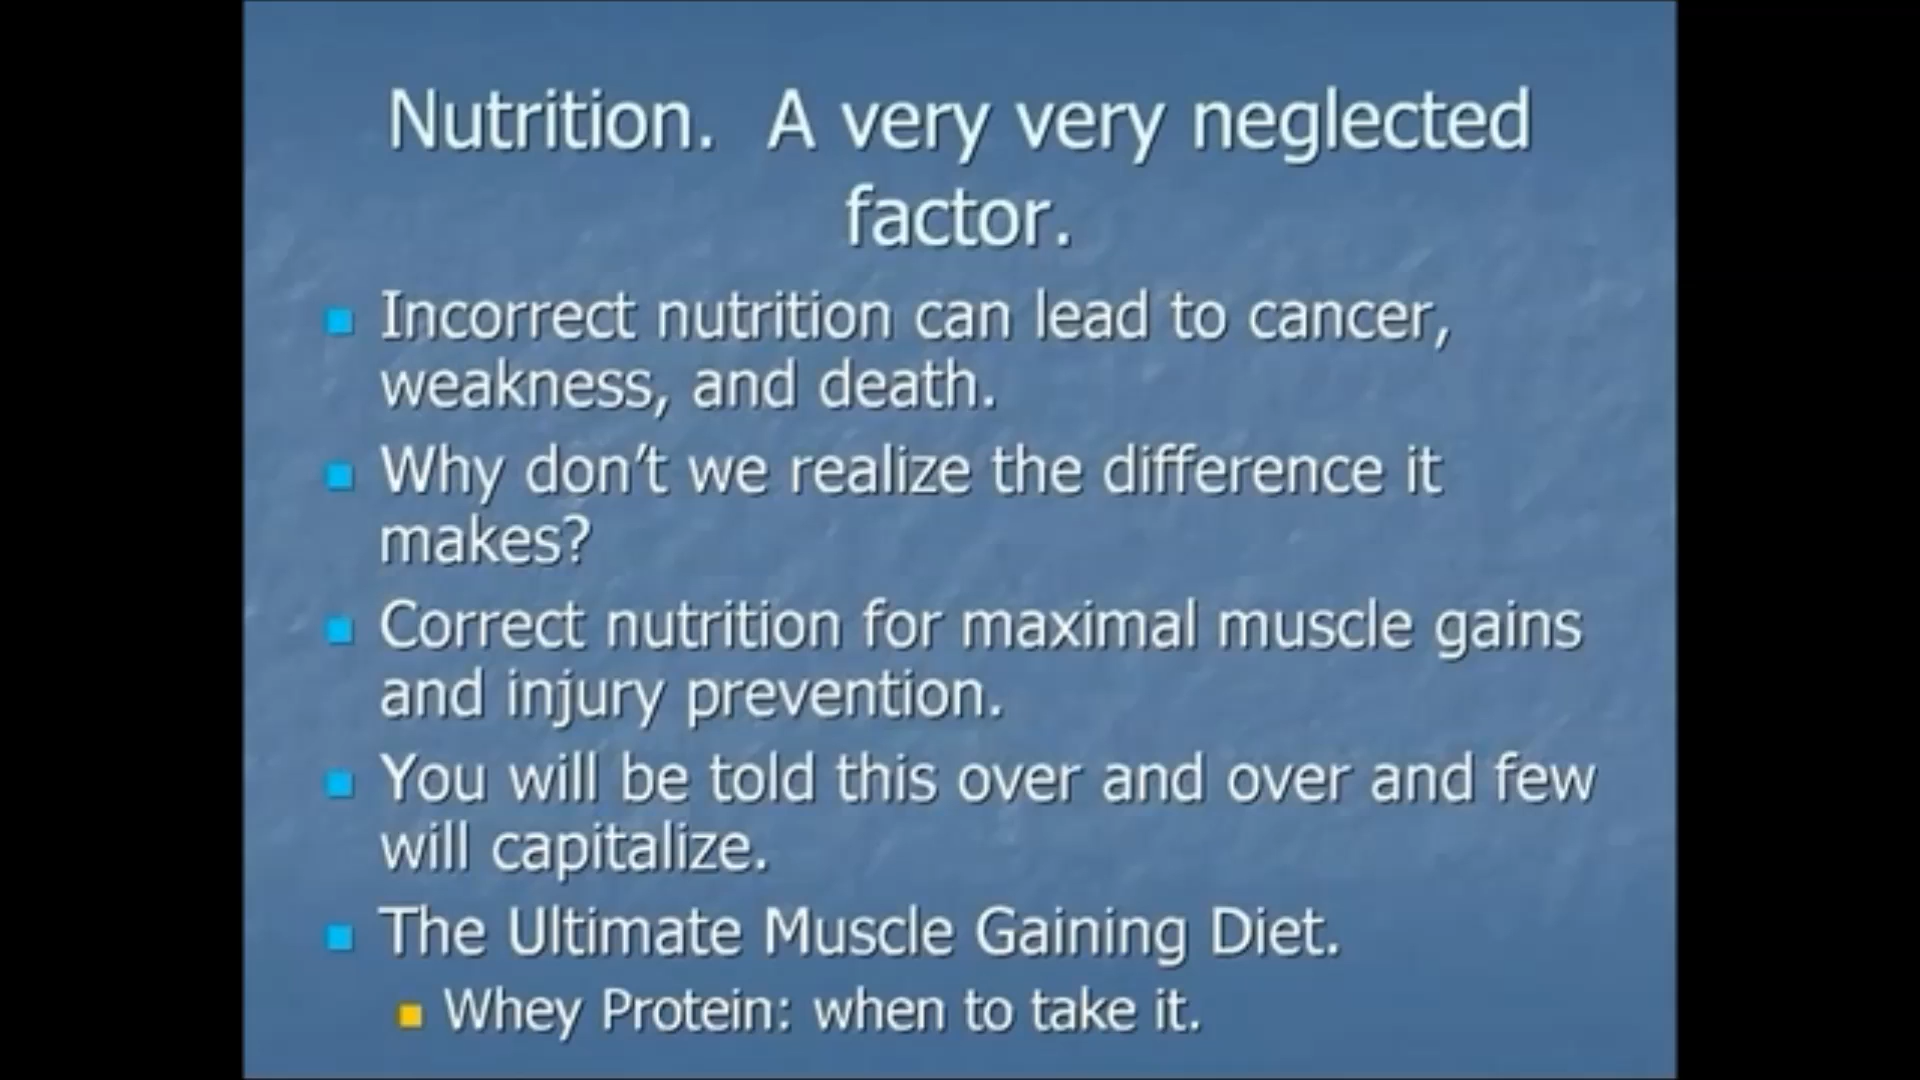 Nutrition.  A very very neglected
factor.
Incorrect nutrition can lead to cancer,
weakness, and death.
Why don't we realize the difference it
makes?
Correct nutrition for maximal muscle gains
and injury prevention.
You will be told this over and over and few
will capitalize.
The Ultimate Muscle Gaining Diet.
Whey Protein: when to take it.